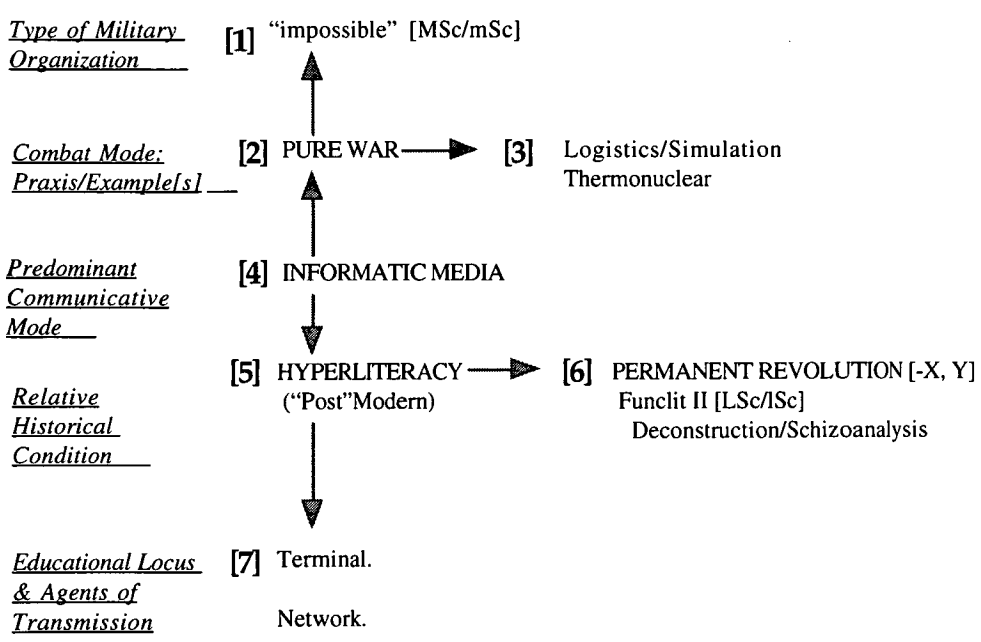 Type of Military
Organization
[1] “impossible” [MSc/mSc]
Combat Mode:
Praxis/Example[s]
[2] PURE WAR
[3] Logistics/Simulation
Thermonuclear
Predominant
Communicative
Mode
[4] INFORMATIC MEDIA
Relative
Historical
Condition
[5] HYPERLITERACY
(“Post”Modern)
[6] PERMANENT REVOLUTION [-X, Y]
Funclit II [LSc/lSc]
Deconstruction/Schizoanalysis
Educational Locus
& Agents of
Transmission
[7] Terminal.
Network.